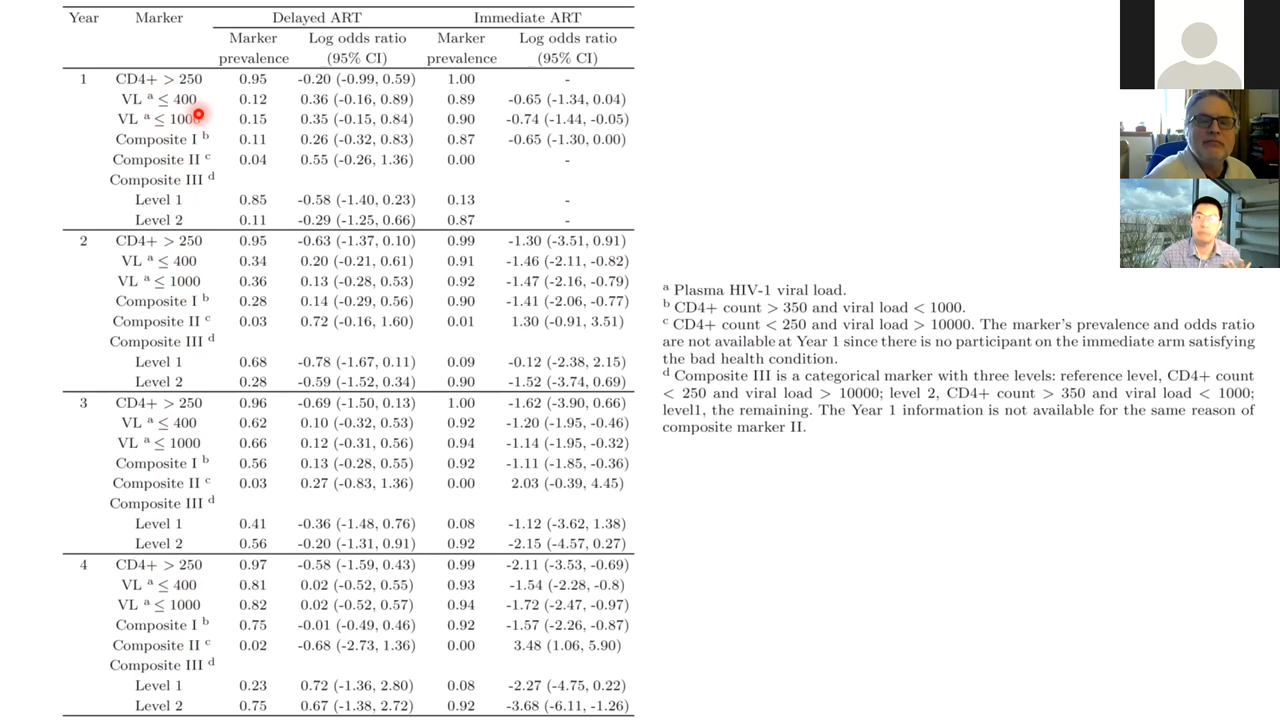 Year Marker Delayed ART Immediate ART
Marker Log odds ratio Marker Log odds ratio
prevalence (95% CI) prevalence (95% CI)
1 CD4+ > 250 0.95 -0.20 (-0.99, 0.59) 1.00 -
VL a ≤ 400 0.12 0.36 (-0.16, 0.89) 0.89 -0.65 (-1.34, 0.04)
VL a ≤ 1000 0.15 0.35 (-0.15, 0.84) 0.90 -0.74 (-1.44, -0.05)
Composite I b 0.11 0.26 (-0.32, 0.83) 0.87 -0.65 (-1.30, 0.00)
Composite II c 0.04 0.55 (-0.26, 1.36) 0.00 -
Composite III d
Level 1 0.85 -0.58 (-1.40, 0.23) 0.13 -
Level 2 0.11 -0.29 (-1.25, 0.66) 0.87 -
2 CD4+ > 250 0.95 -0.63 (-1.37, 0.10) 0.99 -1.30 (-3.51, 0.91)
VL a ≤ 400 0.34 0.20 (-0.21, 0.61) 0.91 -1.46 (-2.11, -0.82)
VL a ≤ 1000 0.36 0.13 (-0.28, 0.53) 0.92 -1.47 (-2.16, -0.79)
Composite I b 0.28 0.14 (-0.29, 0.56) 0.90 -1.41 (-2.06, -0.77)
Composite II c 0.03 0.72 (-0.16, 1.60) 0.01 1.30 (-0.91, 3.51)
Composite III d
Level 1 0.68 -0.78 (-1.67, 0.11) 0.09 -0.12 (-2.38, 2.15)
Level 2 0.28 -0.59 (-1.52, 0.34) 0.90 -1.52 (-3.74, 0.69)
3 CD4+ > 250 0.96 -0.69 (-1.50, 0.13) 1.00 -1.62 (-3.90, 0.66)
VL a ≤ 400 0.62 0.10 (-0.32, 0.53) 0.92 -1.20 (-1.95, -0.46)
VL a ≤ 1000 0.66 0.12 (-0.31, 0.56) 0.94 -1.14 (-1.95, -0.32)
Composite I b 0.56 0.13 (-0.28, 0.55) 0.92 -1.11 (-1.85, -0.36)
Composite II c 0.03 0.27 (-0.83, 1.36) 0.00 2.03 (-0.39, 4.45)
Composite III d
Level 1 0.41 -0.36 (-1.48, 0.76) 0.08 -1.12 (-3.62, 1.38)
Level 2 0.56 -0.20 (-1.31, 0.91) 0.92 -2.15 (-4.57, 0.27)
4 CD4+ > 250 0.97 -0.58 (-1.59, 0.43) 0.99 -2.11 (-3.53, -0.69)
VL a ≤ 400 0.81 0.02 (-0.52, 0.55) 0.93 -1.54 (-2.28, -0.8)
VL a ≤ 1000 0.82 0.02 (-0.52, 0.57) 0.94 -1.72 (-2.47, -0.97)
Composite I b 0.75 -0.01 (-0.49, 0.46) 0.92 -1.57 (-2.26, -0.87)
Composite II c 0.02 -0.68 (-2.73, 1.36) 0.00 3.48 (1.06, 5.90)
Composite III d
Level 1 0.23 0.72 (-1.36, 2.80) 0.08 -2.27 (-4.75, 0.22)
Level 2 0.75 0.67 (-1.38, 2.72) 0.92 -3.68 (-6.11, -1.26)
a Plasma HIV-1 viral load.
b CD4+ count > 350 and viral load < 1000.
c CD4+ count < 250 and viral load > 10000. The marker's prevalence and odds ratio
are not available at Year 1 since there is no participant on the immediate arm satisfying
the bad health condition.
d Composite III is a categorical marker with three levels: reference level, CD4+ count
< 250 and viral load > 10000; level 2, CD4+ count > 350 and viral load < 1000;
level1, the remaining. The Year 1 information is not available for the same reason of
composite marker II.